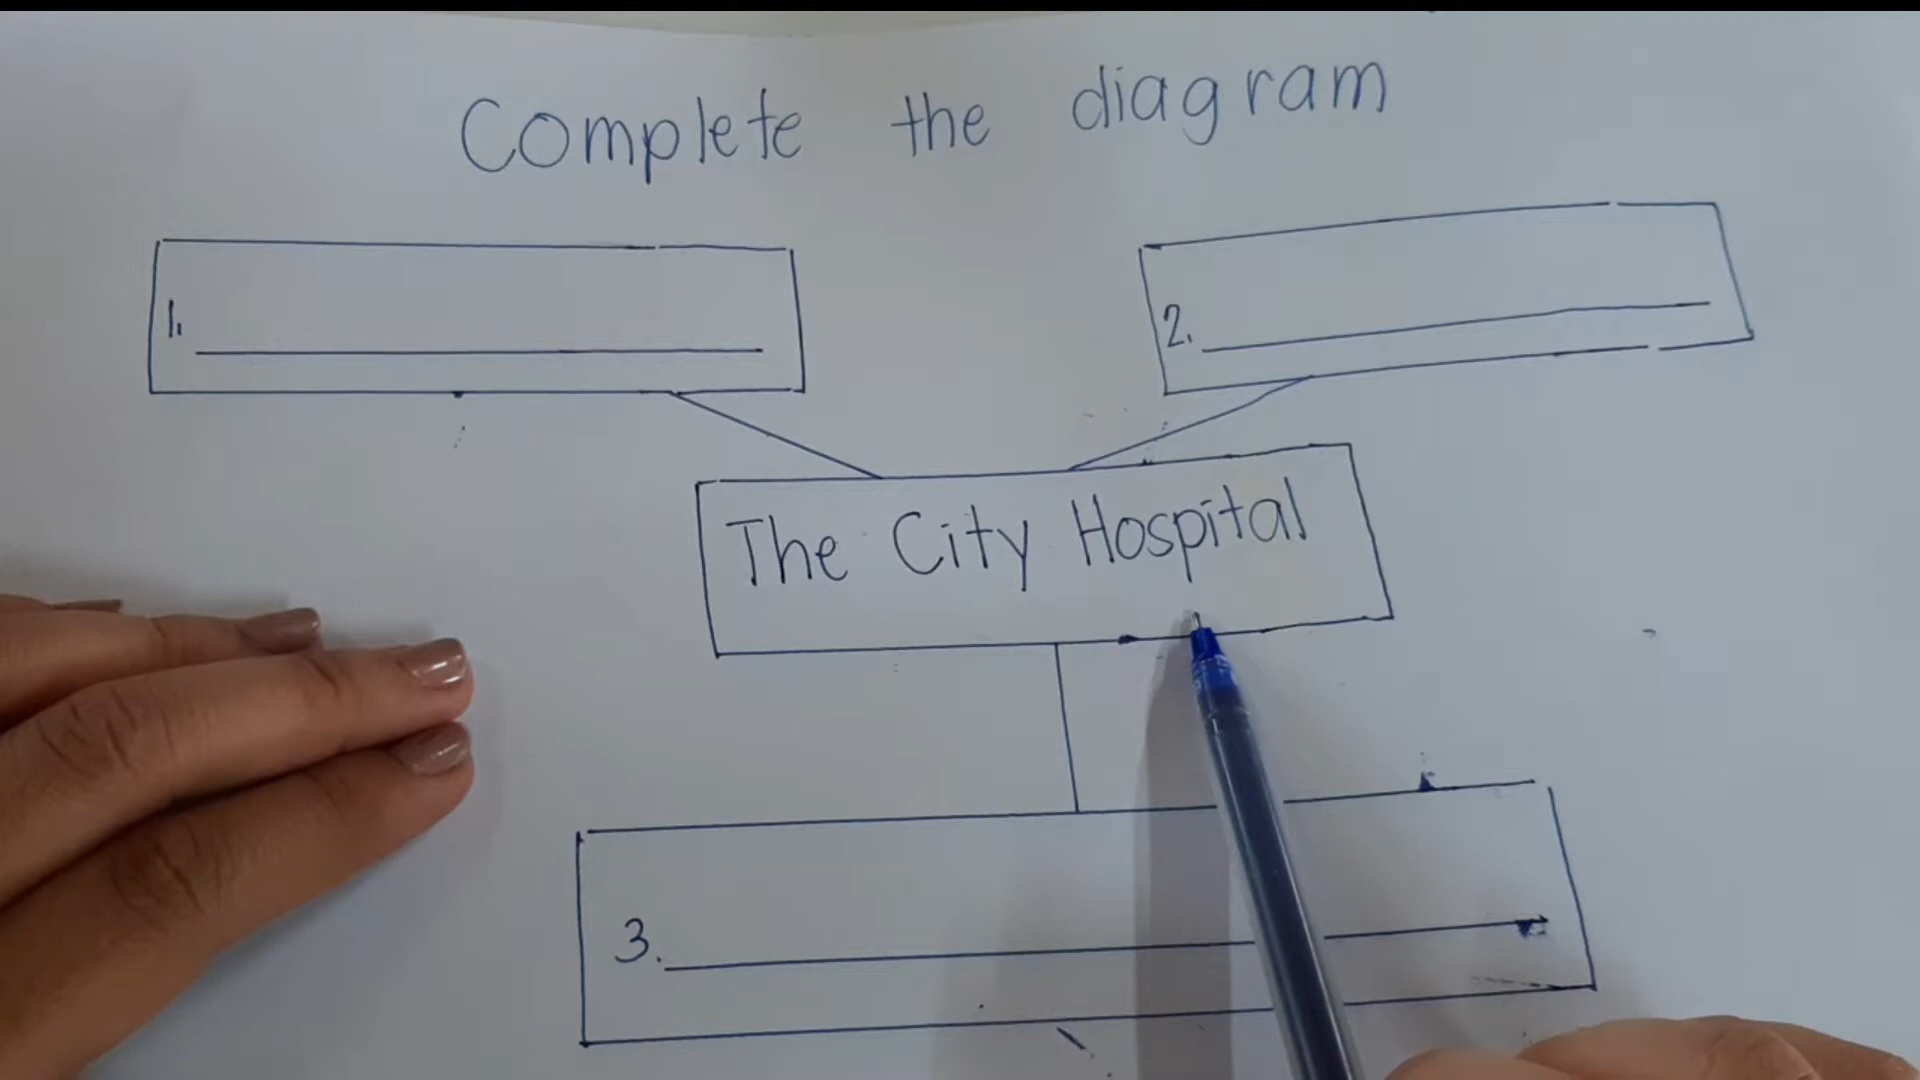 Complete the diagram
1.
2.
The City Hospital
3.